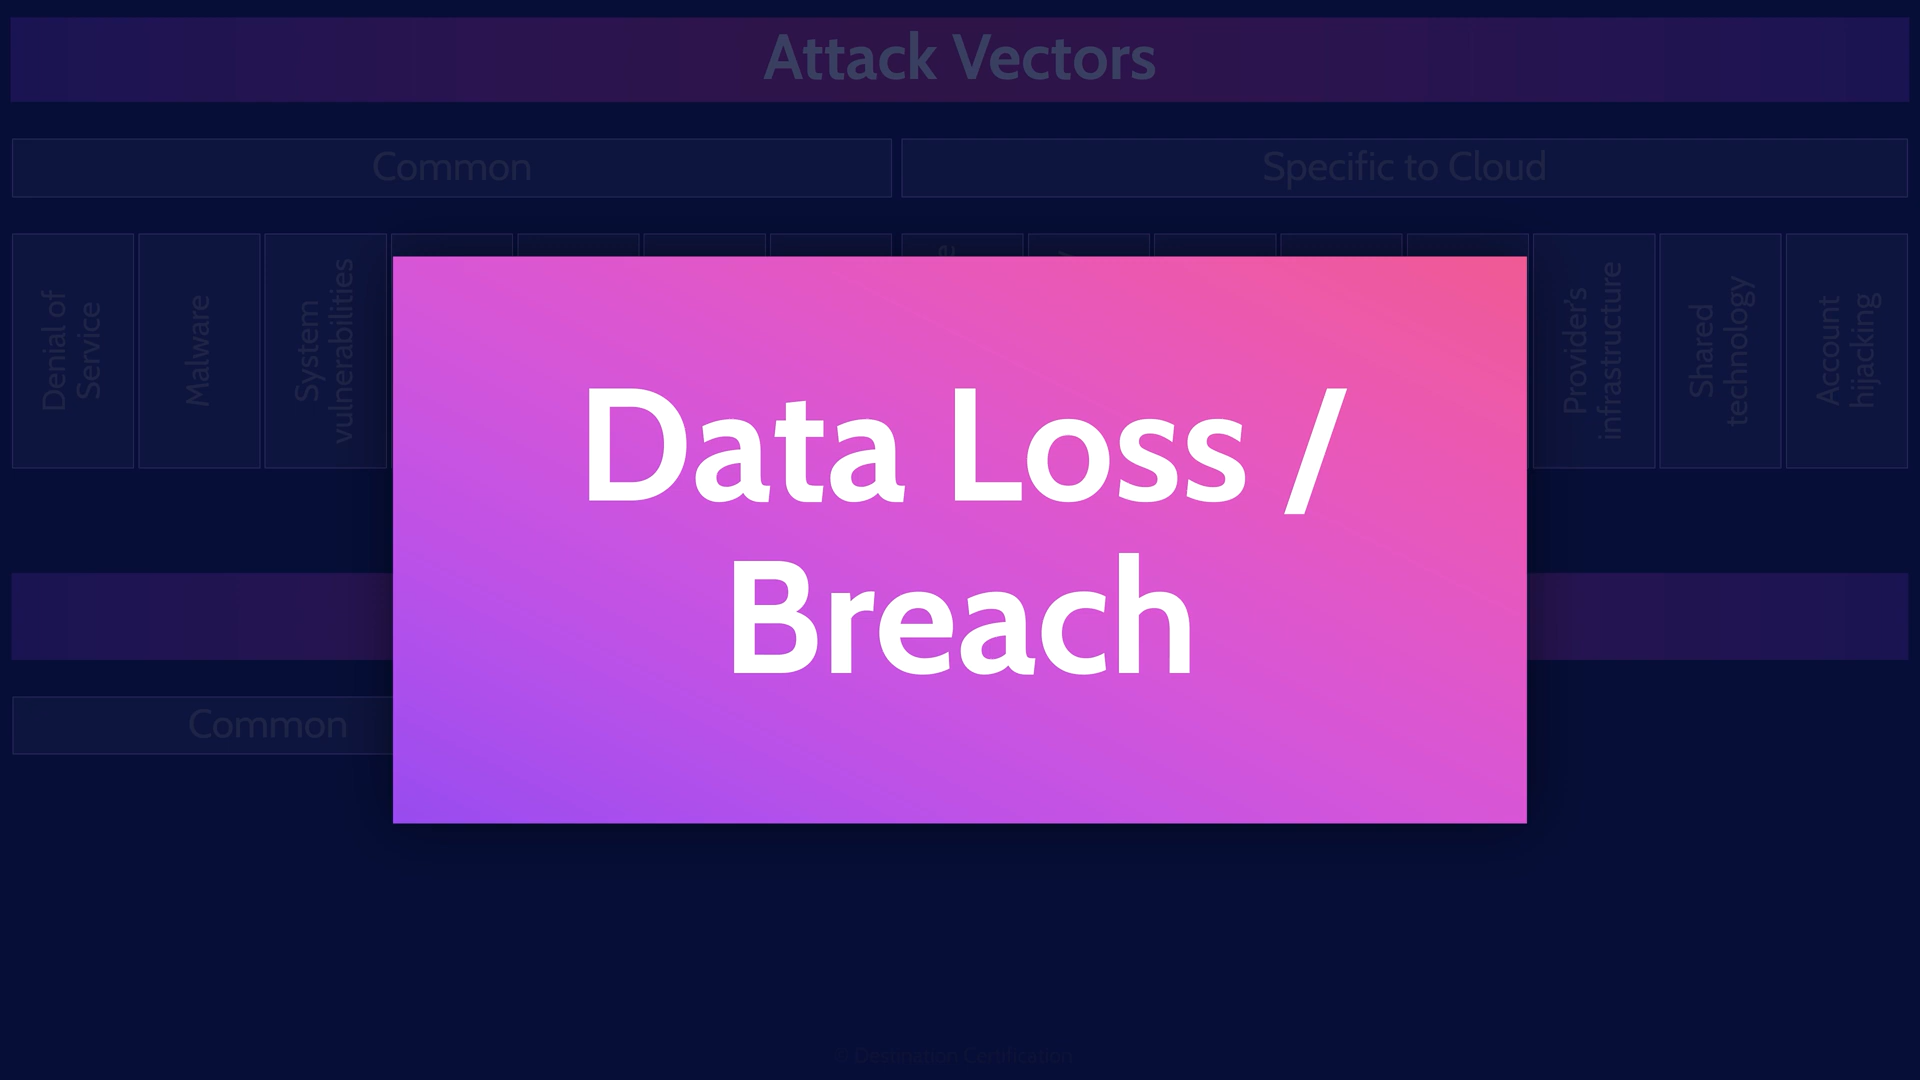 Attack Vectors
Common
Specific to Cloud
Denial of
Service
Malware
System
vulnerabilities
Provider's
infrastructure
Shared
technology
Account
hijacking
Data Loss /
Breach
Common
© Destination Certification